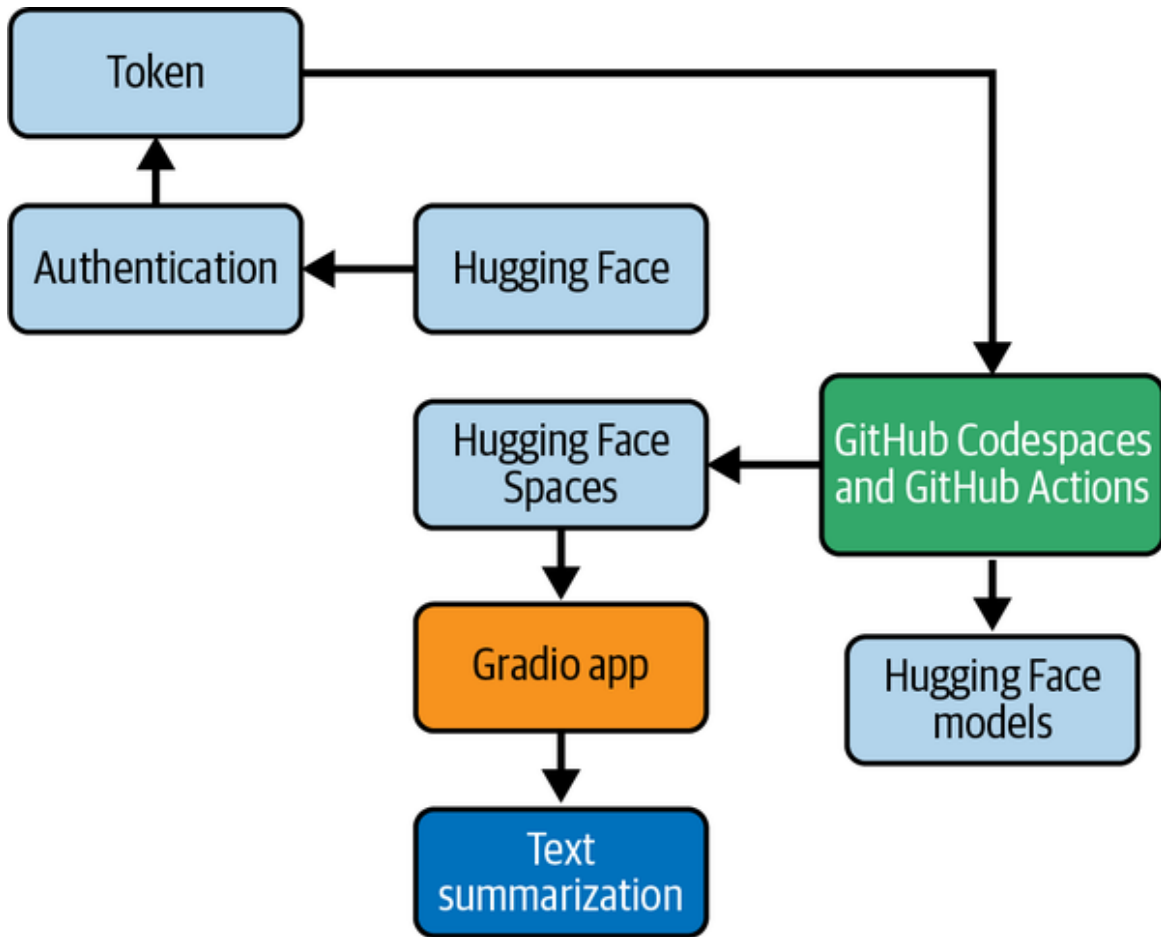 Token
Authentication
Hugging Face
Hugging Face
Spaces
GitHub Codespaces
and GitHub Actions
Gradio app
Hugging Face
models
Text
summarization